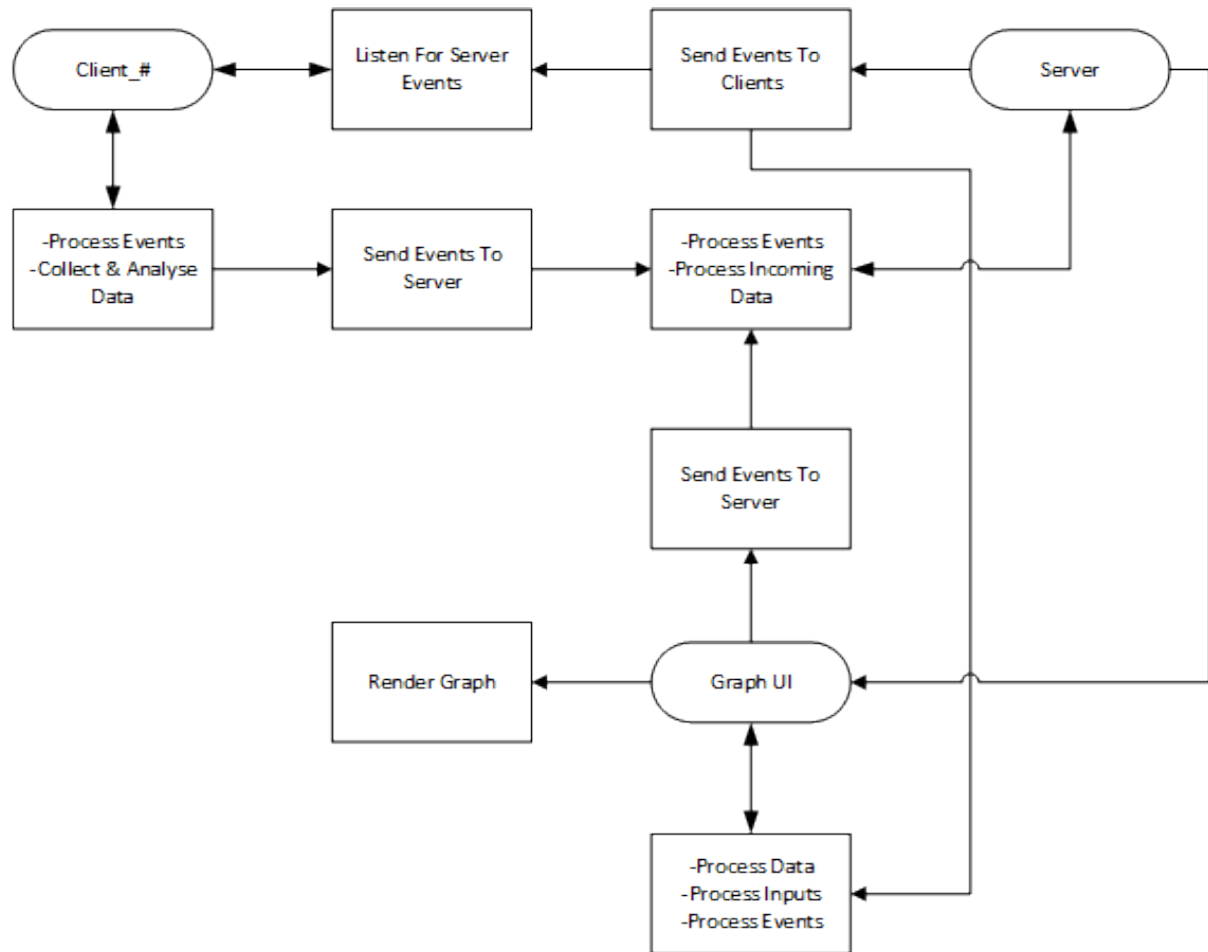 Client_#
Listen For Server
Events
Send Events To
Clients
Server
-Process Events
-Collect & Analyse
Data
Send Events To
Server
-Process Events
-Process Incoming
Data
Send Events To
Server
Render Graph
Graph UI
-Process Data
-Process Inputs
-Process Events